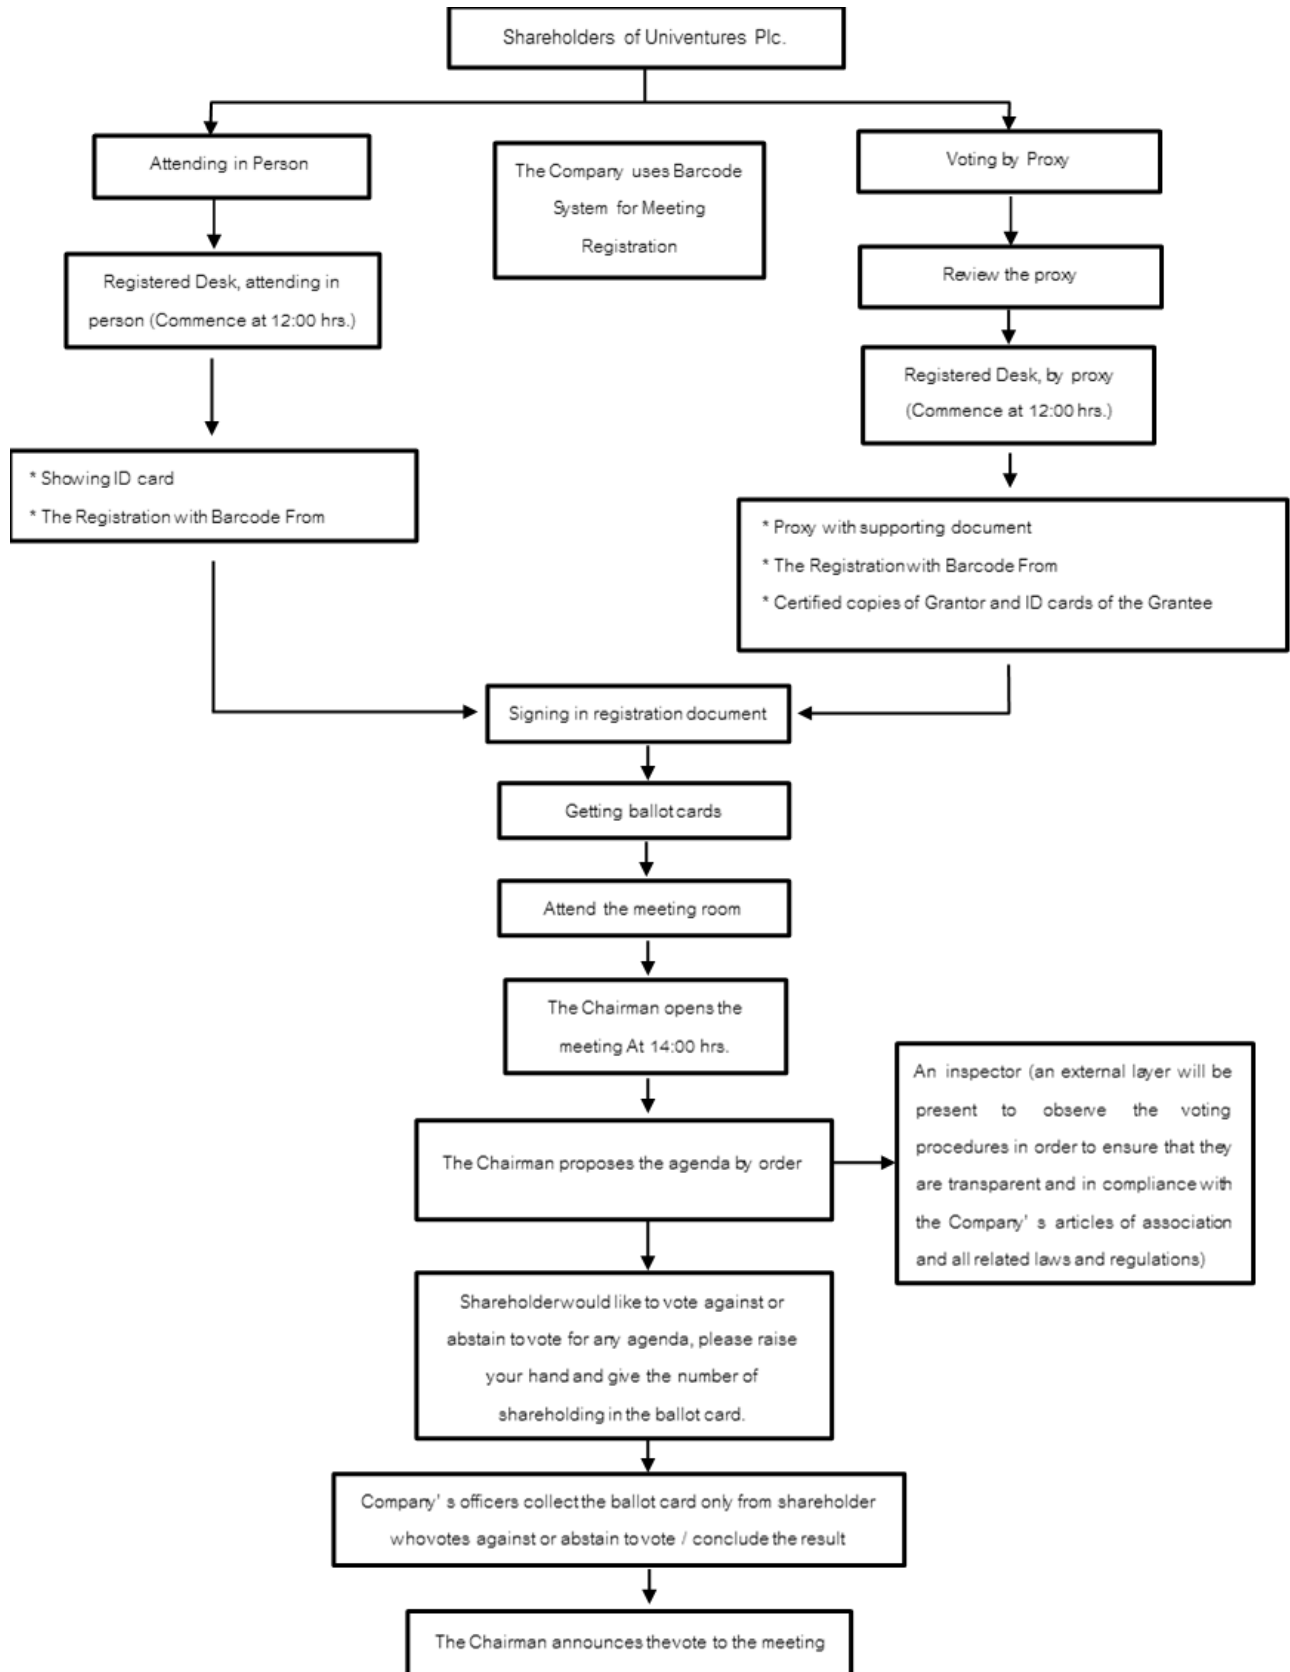 Shareholders of Univentures Plc.
Attending in Person
The Company uses Barcode
System for Meeting
Registration
Voting by Proxy
Registered Desk, attending in
person (Commence at 12:00 hrs.)
Review the proxy
Registered Desk, by proxy
(Commence at 12:00 hrs.)
* Showing ID card
* The Registration with Barcode From
* Proxy with supporting document
* The Registration with Barcode From
* Certified copies of Grantor and ID cards of the Grantee
Signing in registration document
Getting ballot cards
Attend the meeting room
The Chairman opens the
meeting At 14:00 hrs.
The Chairman proposes the agenda by order
An inspector (an external layer will be
present to observe the voting
procedures in order to ensure that they
are transparent and in compliance with
the Company' s articles of association
and all related laws and regulations)
Shareholder would like to vote against or
abstain to vote for any agenda, please raise
your hand and give the number of
shareholding in the ballot card.
Company' s officers collect the ballot card only from shareholder
who votes against or abstain to vote / conclude the result
The Chairman announces the vote to the meeting